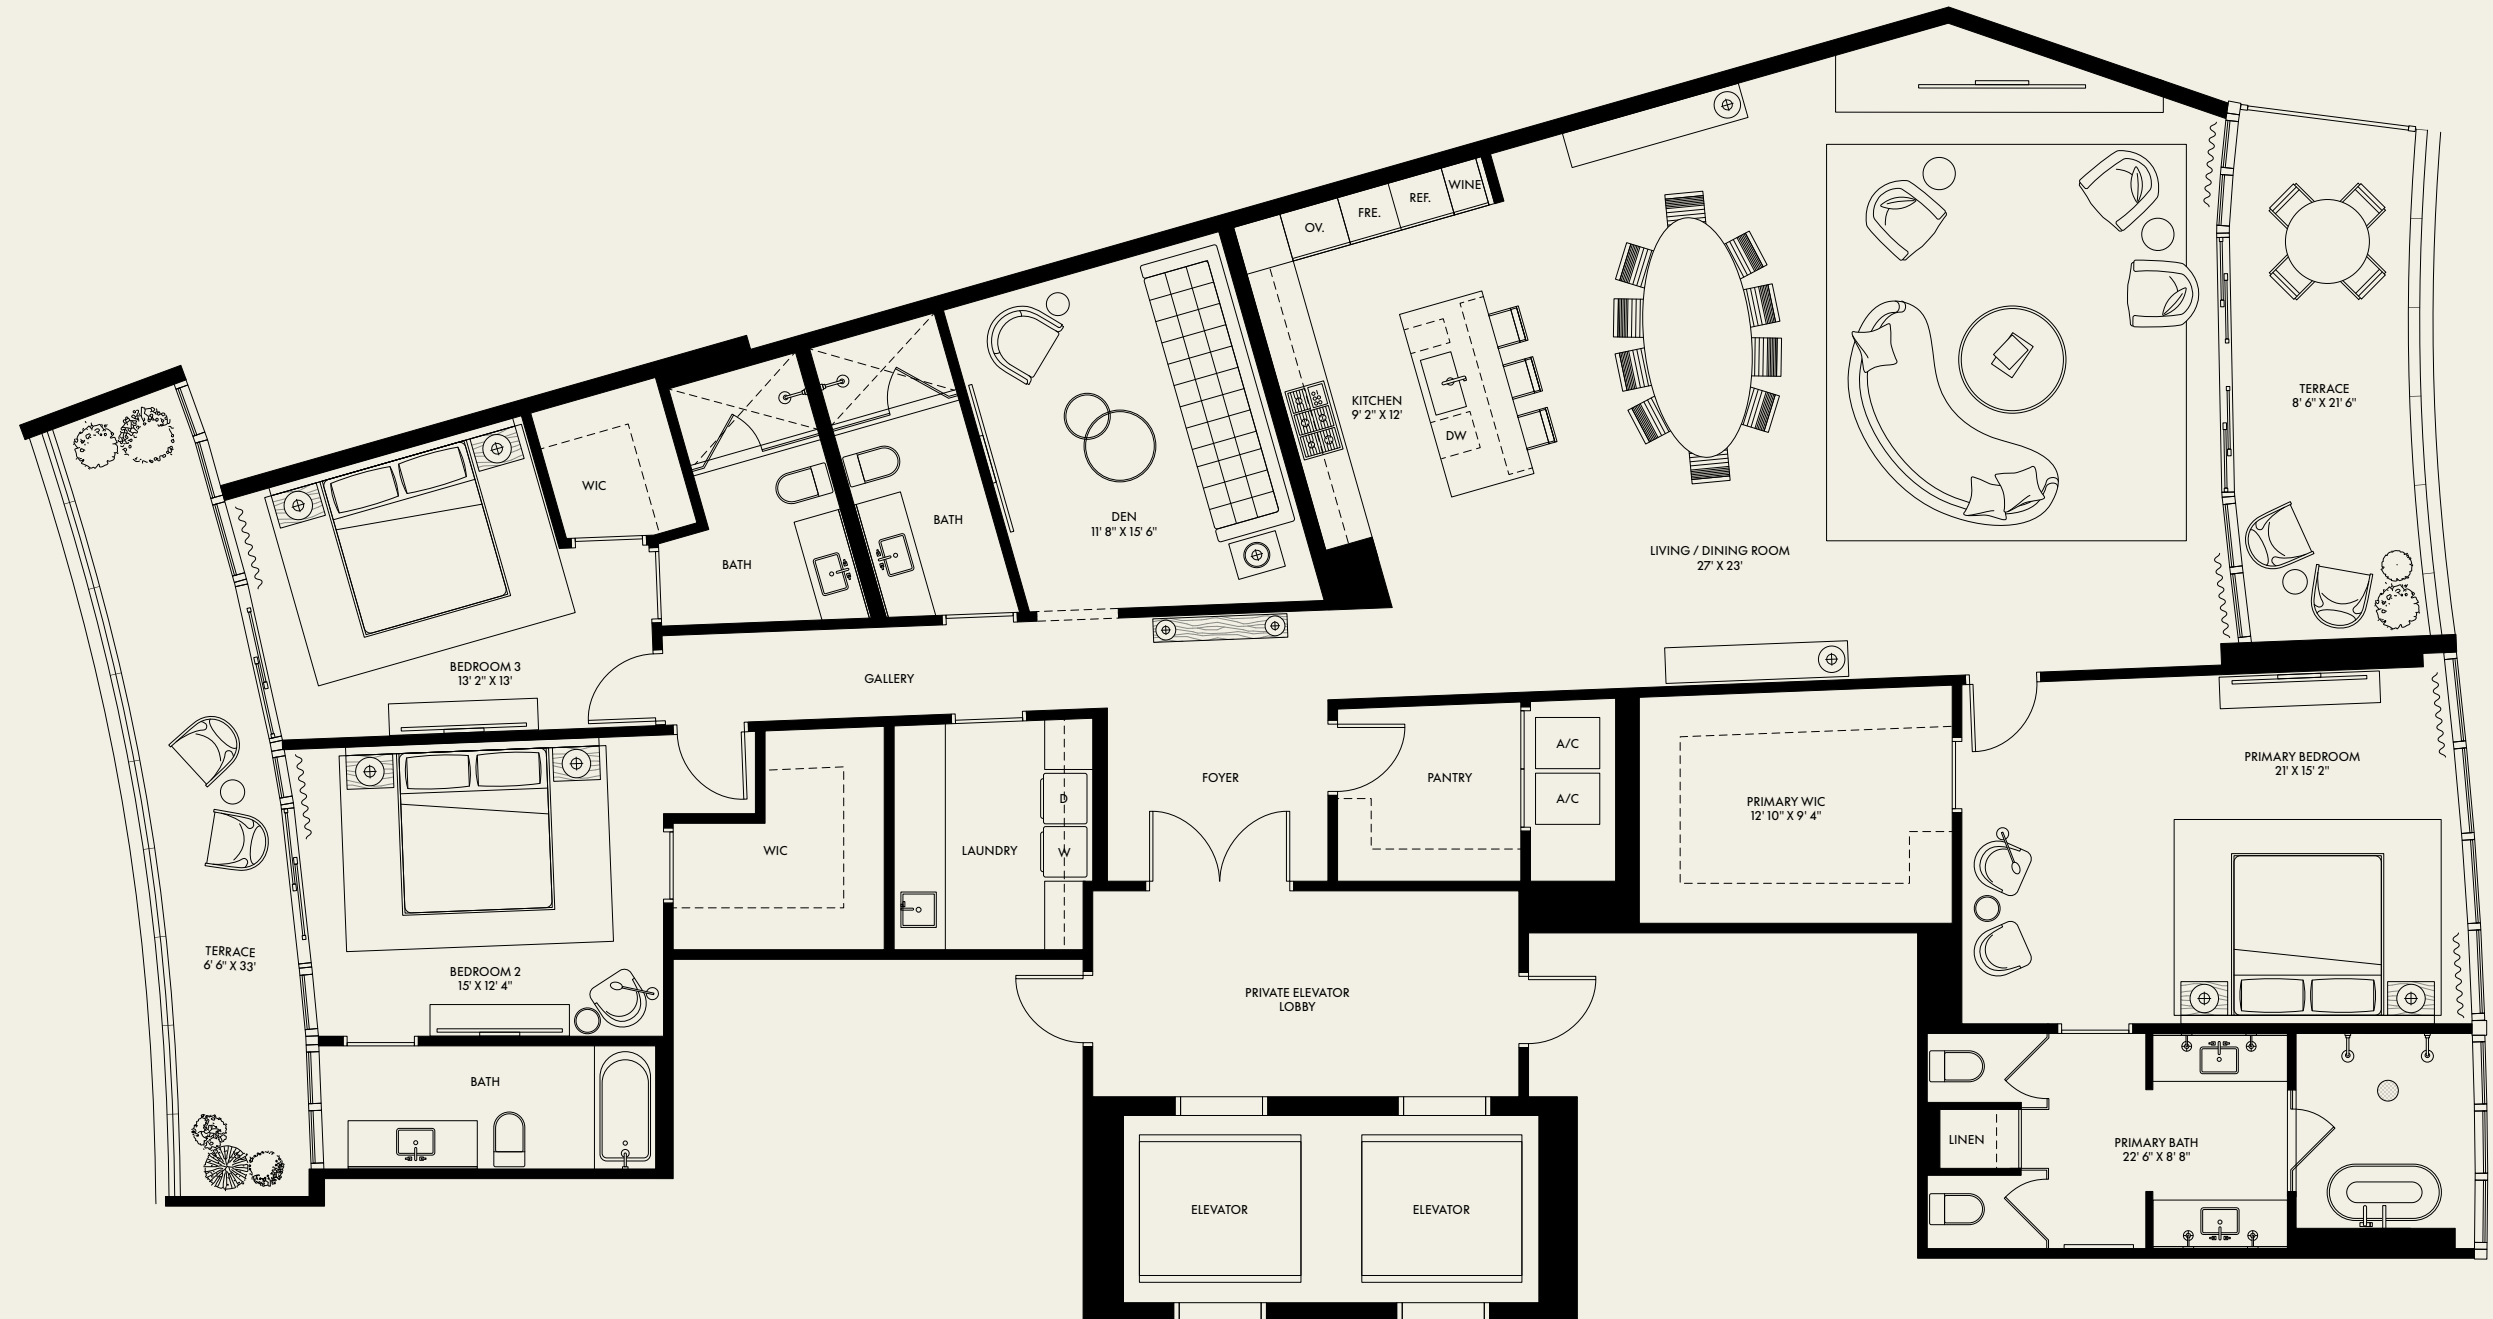 WINE
REF.
FRE.
OV.
TERRACE
8' 6" X 21' 6"
KITCHEN
9' 2" X 12'
DW
WIC
BATH
DEN
11' 8" X 15' 6"
BATH
LIVING / DINING ROOM
27' X 23'
BEDROOM 3
13' 2" X 13'
GALLERY
FOYER
PANTRY
A/C
A/C
PRIMARY BEDROOM
21' X 15' 2"
PRIMARY WIC
12' 10" X 9' 4"
D
W
WIC
LAUNDRY
TERRACE
6' 6" X 33'
BEDROOM 2
15' X 12' 4"
PRIVATE ELEVATOR
LOBBY
BATH
LINEN
PRIMARY BATH
22' 6" X 8' 8"
ELEVATOR
ELEVATOR